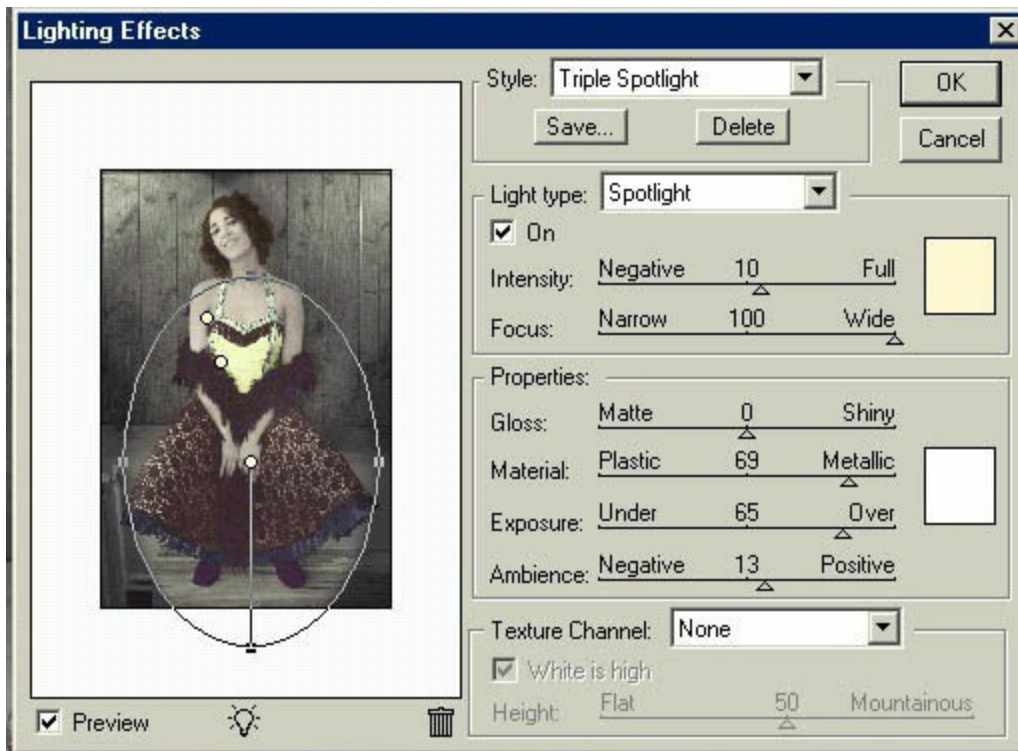 Lighting Effects
Style: Triple Spotlight
OK
Save... Delete
Cancel
Light type: Spotlight
On
Intensity: Negative 10 Full
Focus: Narrow 100 Wide
Properties:
Gloss: Matte 0 Shiny
Material: Plastic 69 Metallic
Exposure: Under 65 Over
Ambience: Negative 13 Positive
Texture Channel: None
White is high
Height: Flat 50 Mountainous
Preview